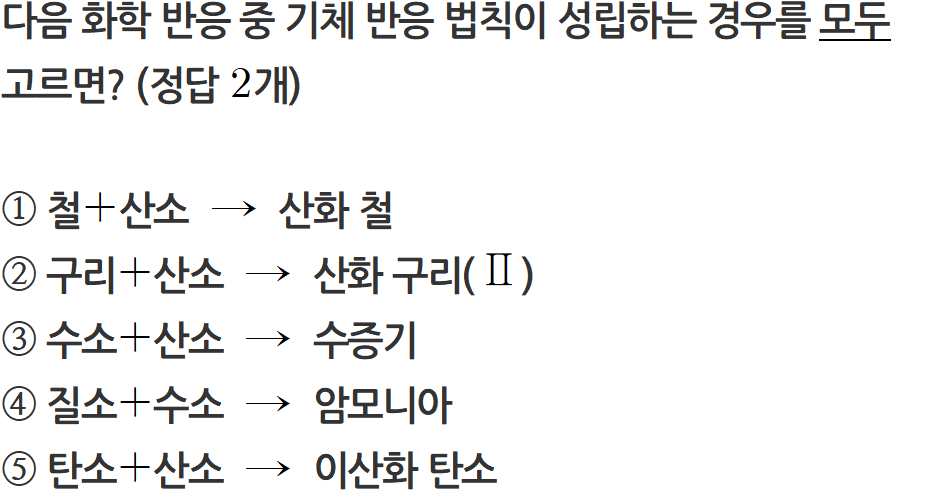 다음 화학 반응 중 기체 반응 법칙이 성립하는 경우를 모두
고르면? (정답 2개)
① 철+산소 → 산화 철
② 구리+산소 → 산화 구리(Ⅱ)
③ 수소+산소 → 수증기
④ 질소+수소 → 암모니아
⑤ 탄소+산소 → 이산화 탄소